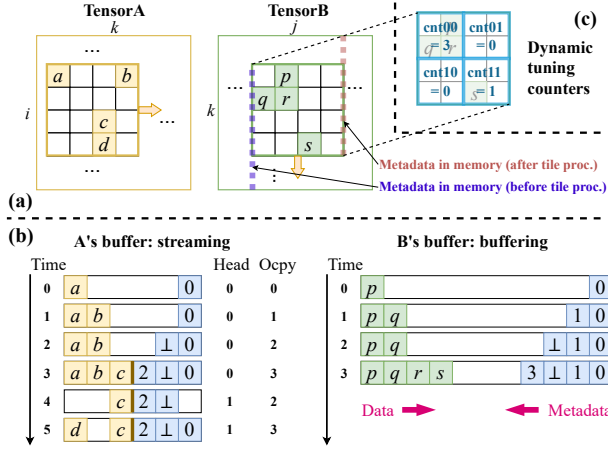 TensorA
k
...
a
b
i
c
d
...
...
(a)
TensorB
j
...
p
k
q r
s
...
...
Metadata in memory (after tile proc.)
Metadata in memory (before tile proc.)
(c)
cnt00 cnt01
= 3 = 0
q r
cnt10 cnt11
= 0 = 1
s
Dynamic
tuning
counters
(b)
A's buffer: streaming
Time Head Ocpy
0 a 0 0 0
1 a b 0 0 1
2 a b ⊥ 0 0 2
3 a b c 2 ⊥ 0 0 3
4 c 2 ⊥ 1 2
5 d c 2 ⊥ 0 1 3
B's buffer: buffering
Time
0 p 0
1 p q 1 0
2 p q ⊥ 1 0
3 p q r s 3 ⊥ 1 0
Data Metadata